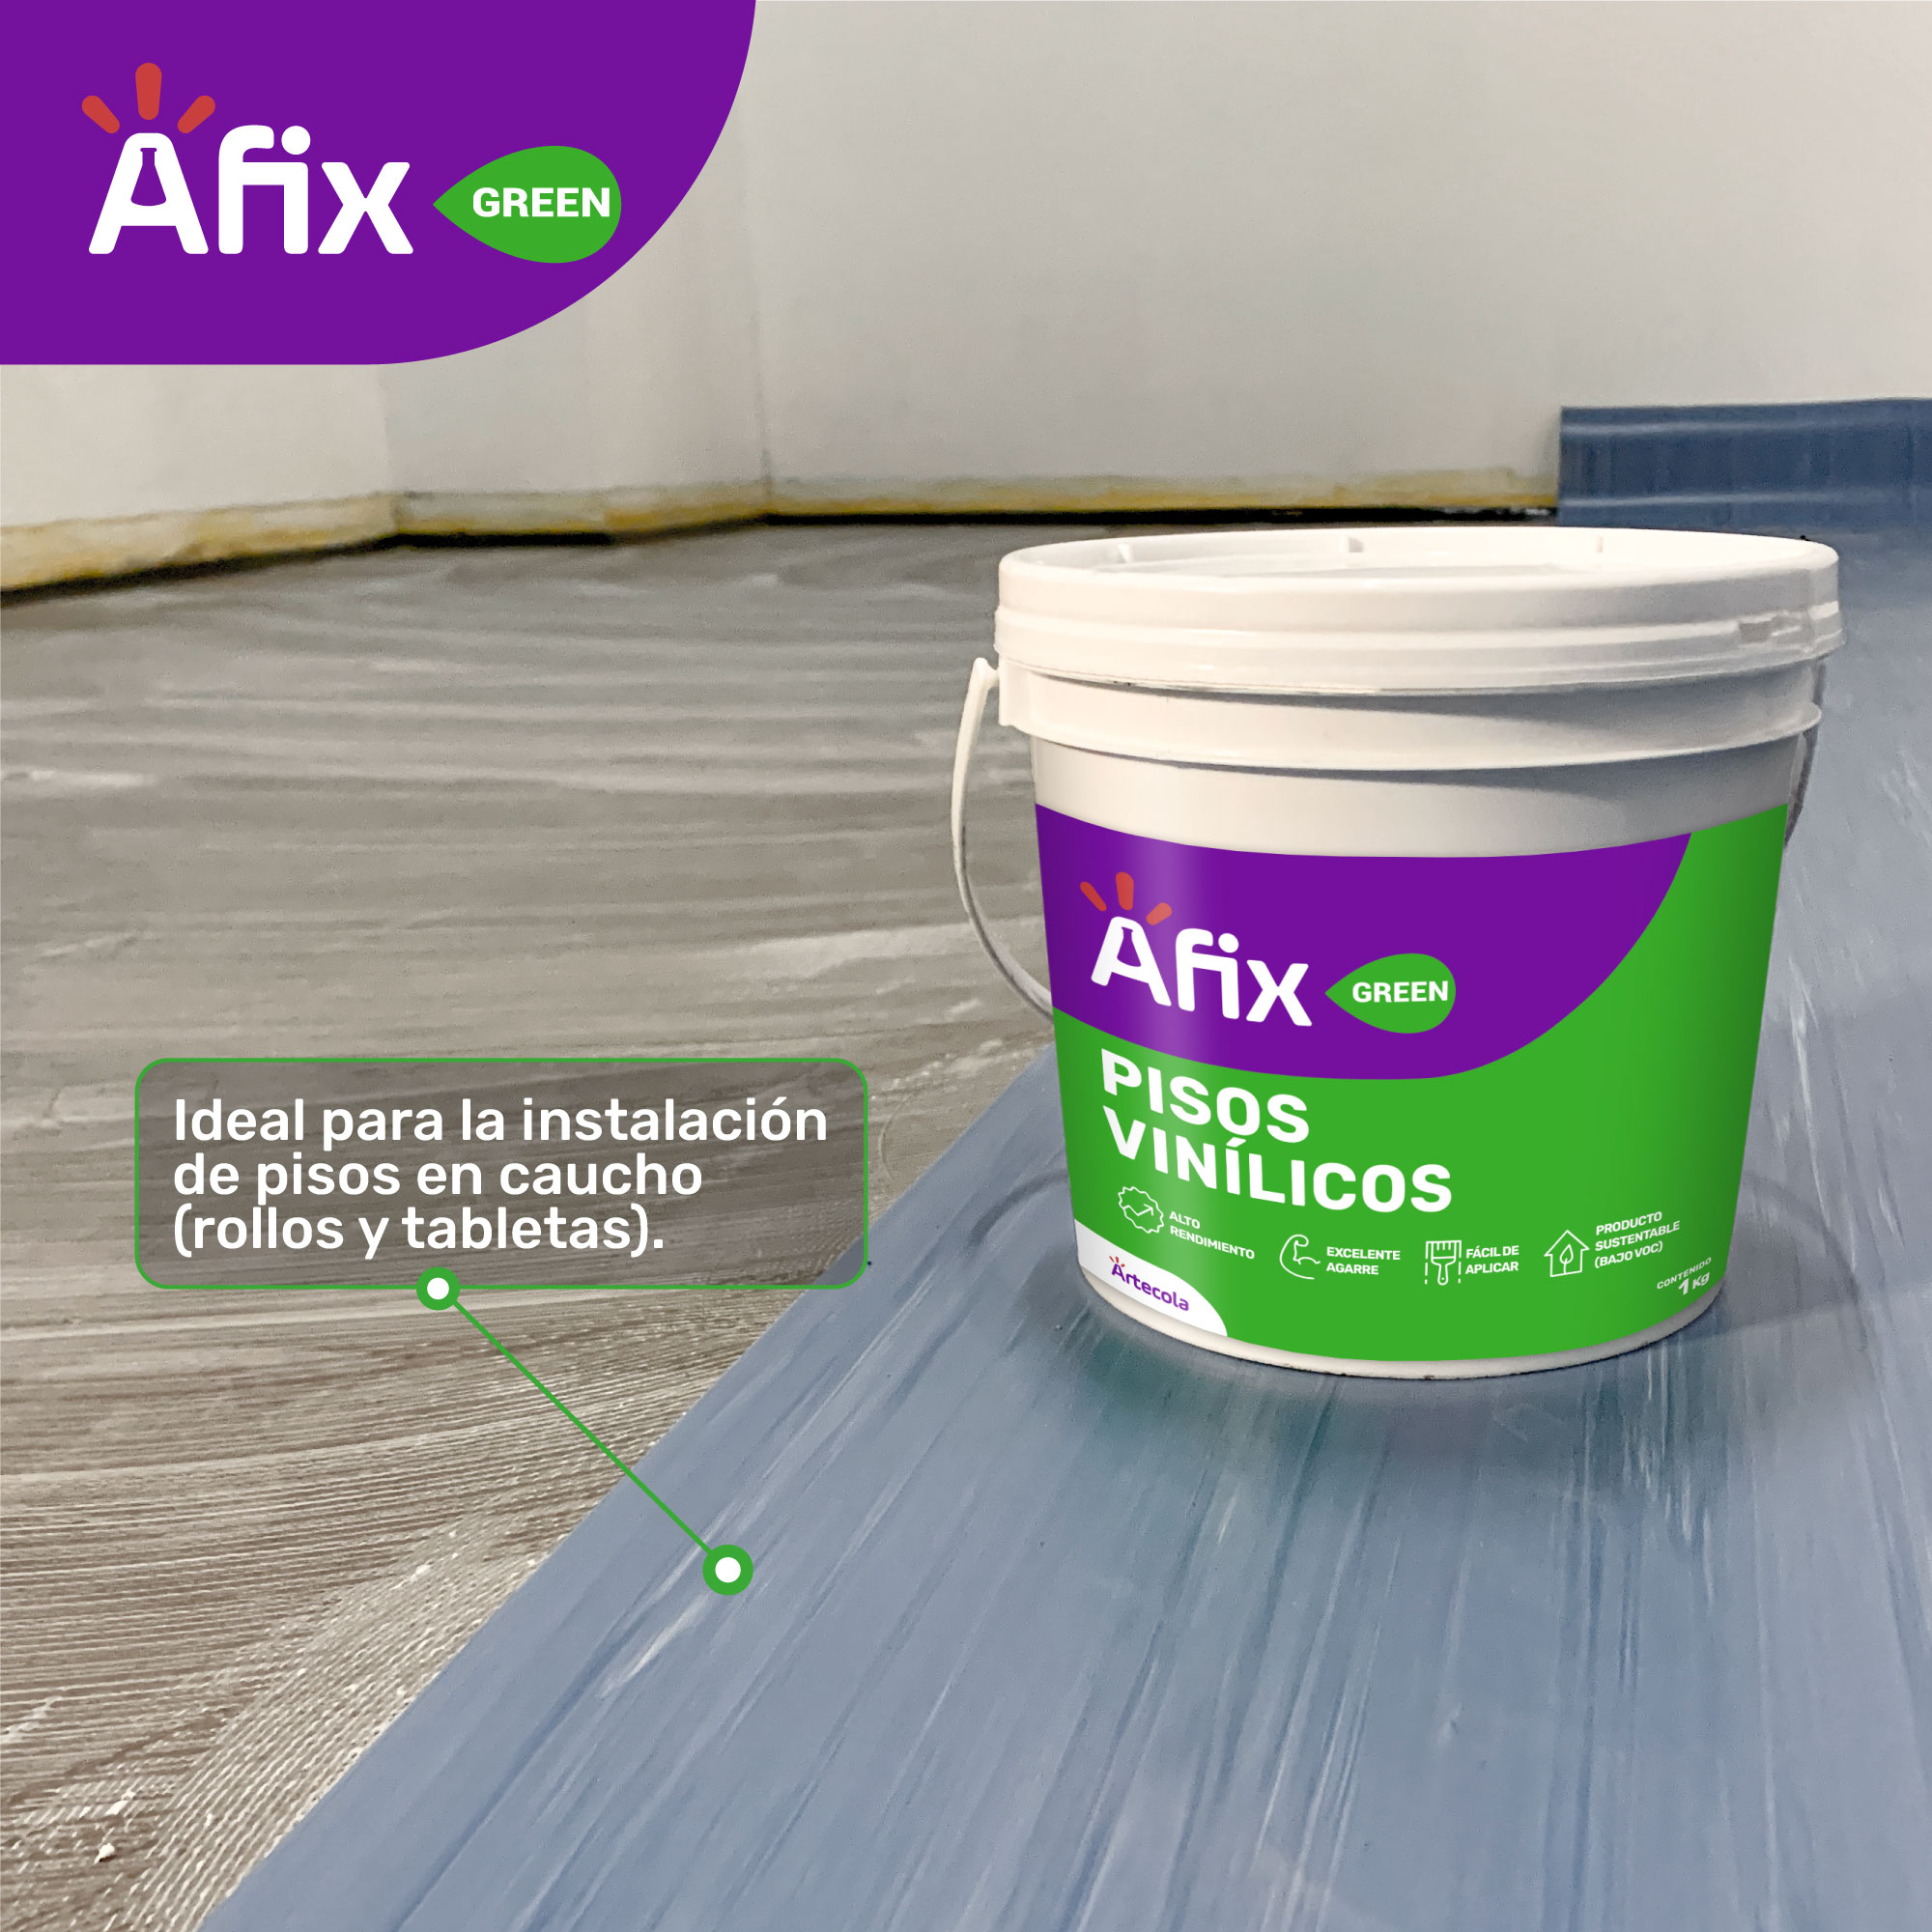 Afix GREEN
Ideal para la instalación
de pisos en caucho
(rollos y tabletas).
Afix GREEN
PISOS
VINÍLICOS
ALTO
RENDIMIENTO
EXCELENTE
AGARRE
FÁCIL DE
APLICAR
PRODUCTO
SUSTENTABLE
(BAJO VOC)
CONTENIDO
1 Kg
Artecola